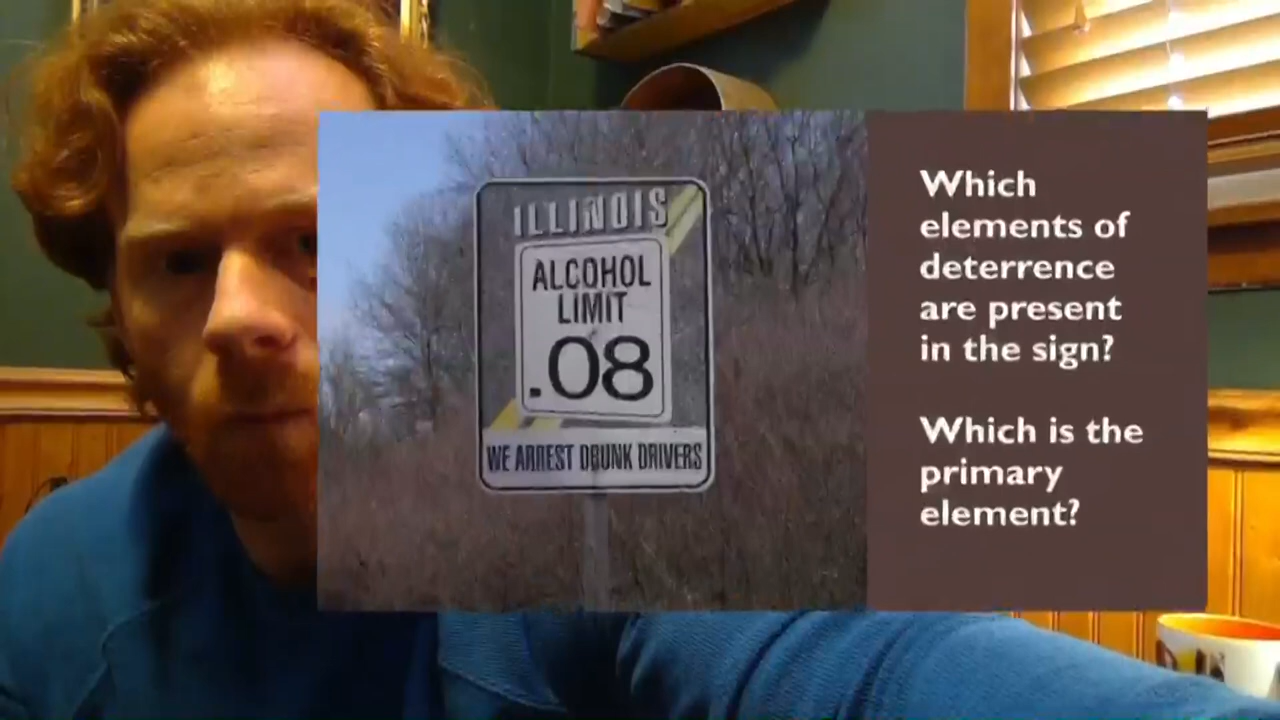 ILLINOIS
ALCOHOL
LIMIT
.08
WE ARREST DRUNK DRIVERS
Which
elements of
deterrence
are present
in the sign?
Which is the
primary
element?